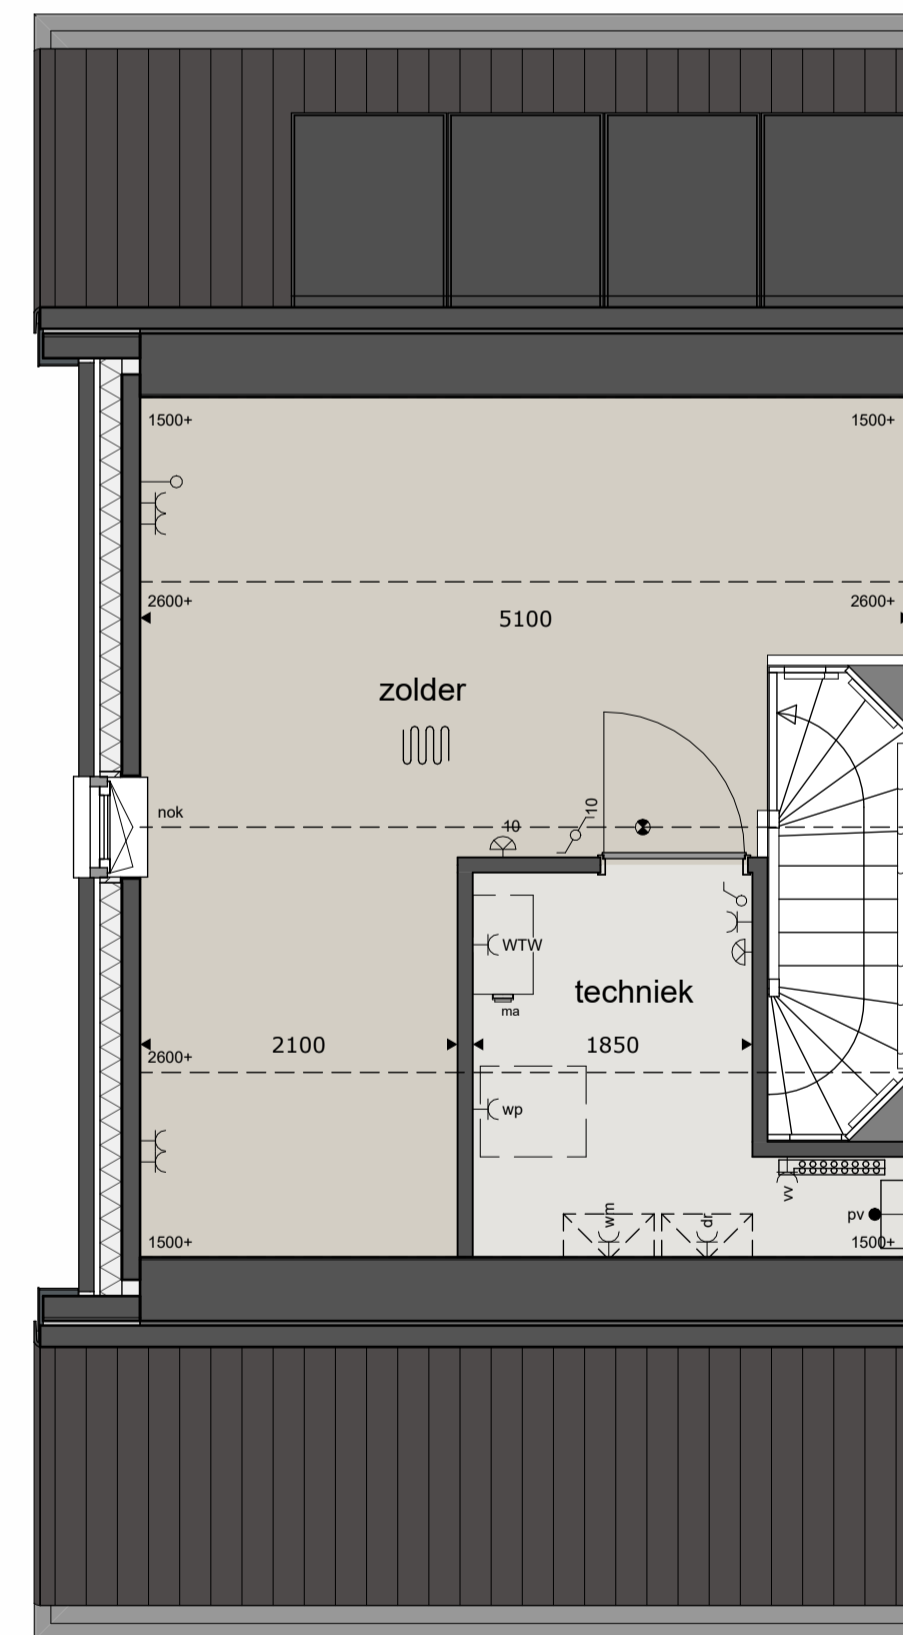 1500+ 1500+
2600+ 2600+
5100
zolder
nok
10 10
WTW
techniek
ma
2100 1850
2600+
wp
vv
wm dr pv
1500+ 1500+